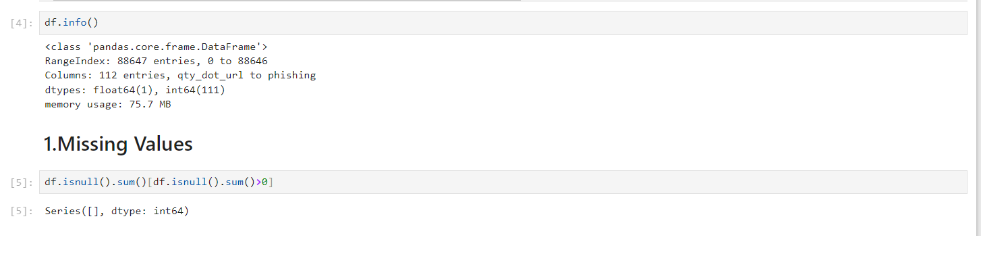 [4]: df.info()
<class 'pandas.core.frame.DataFrame'>
RangeIndex: 88647 entries, 0 to 88646
Columns: 112 entries, qty_dot_url to phishing
dtypes: float64(1), int64(111)
memory usage: 75.7 MB
1.Missing Values
[5]: df.isnull().sum()[df.isnull().sum()>0]
[5]: Series([], dtype: int64)